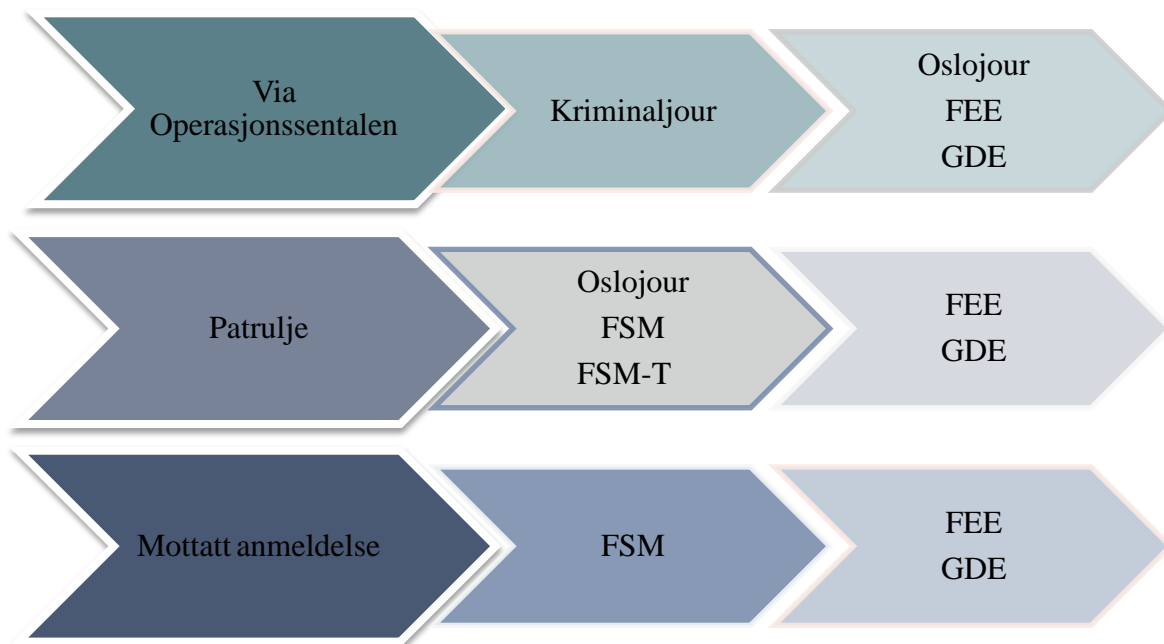 Via
Operasjonssentalen
Kriminaljour
Oslojour
FEE
GDE
Patrulje
Oslojour
FSM
FSM-T
FEE
GDE
Mottatt anmeldelse
FSM
FEE
GDE